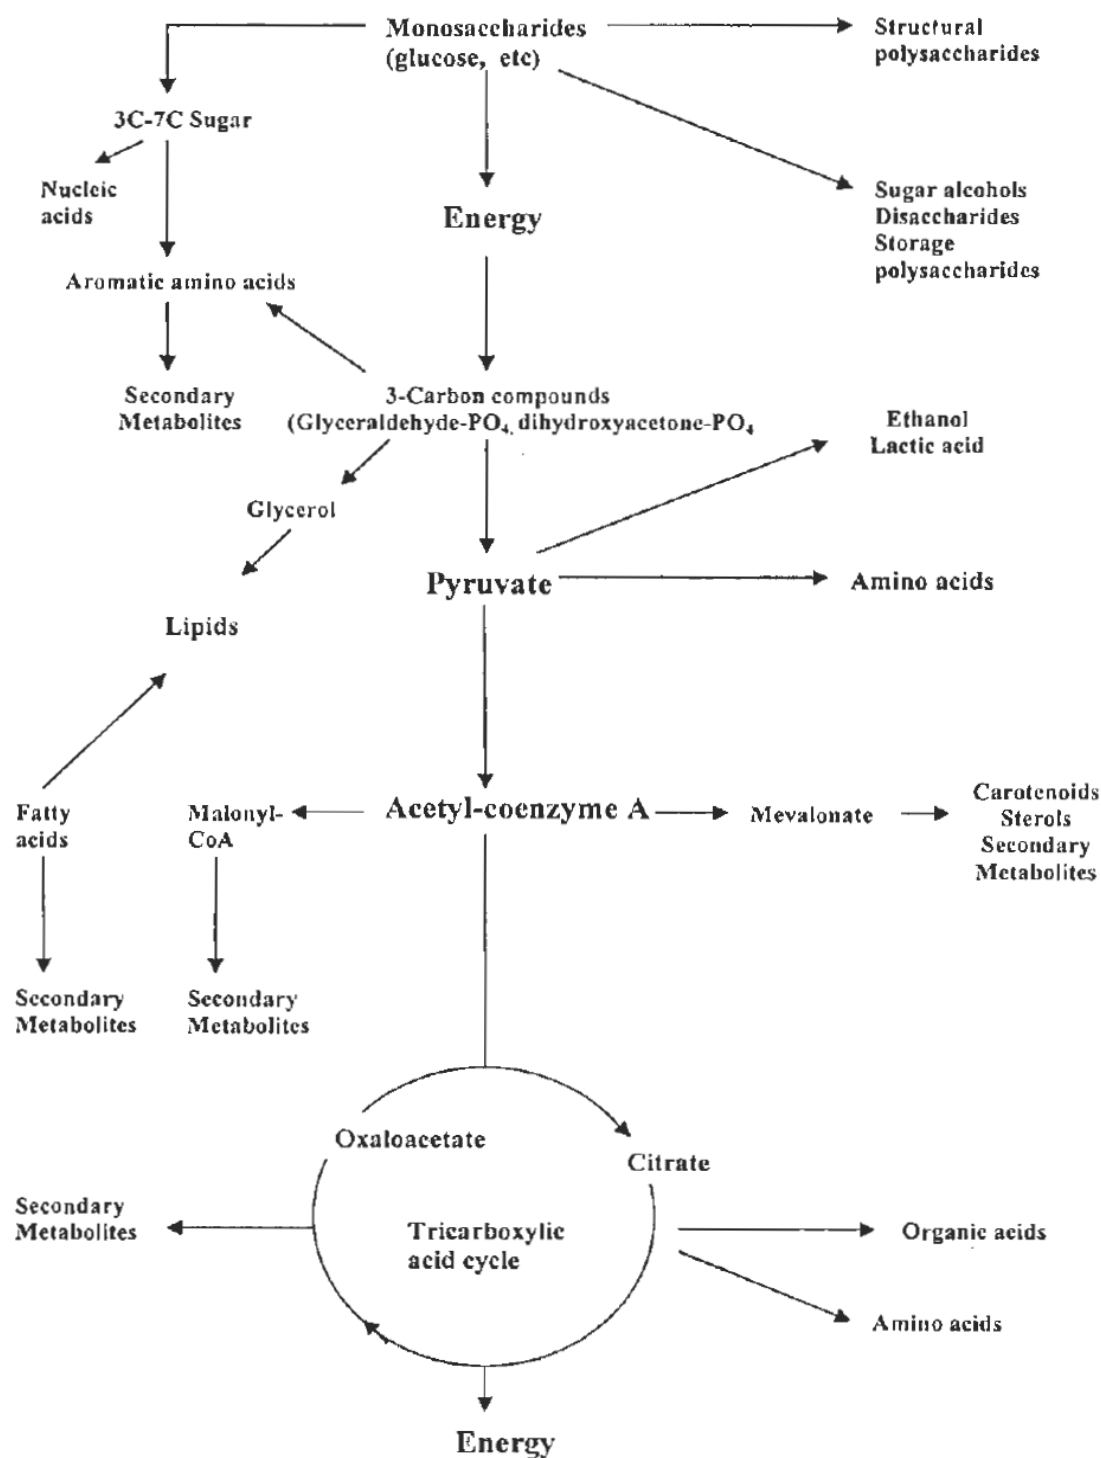 Monosaccharides
(glucose, etc)
Structural
polysaccharides
3C-7C Sugar
Nucleic
acids
Energy
Sugar alcohols
Disaccharides
Storage
polysaccharides
Aromatic amino acids
Secondary
Metabolites
3-Carbon compounds
(Glyceraldehyde-PO4, dihydroxyacetone-PO4
Ethanol
Lactic acid
Glycerol
Pyruvate
Amino acids
Lipids
Fatty
acids
Malonyl-
CoA
Acetyl-coenzyme A
Mevalonate
Carotenoids
Sterols
Secondary
Metabolites
Secondary
Metabolites
Secondary
Metabolites
Oxaloacetate
Citrate
Secondary
Metabolites
Tricarboxylic
acid cycle
Organic acids
Amino acids
Energy